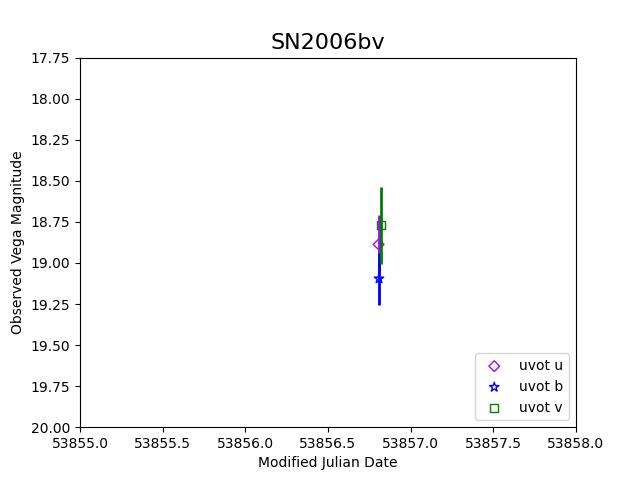 SN2006bv
17.75
18.00
18.25
18.50
18.75
19.00
19.25
19.50
19.75
20.00
Observed Vega Magnitude
53855.0 53855.5 53856.0 53856.5 53857.0 53857.5 53858.0
Modified Julian Date
uvot u
uvot b
uvot v